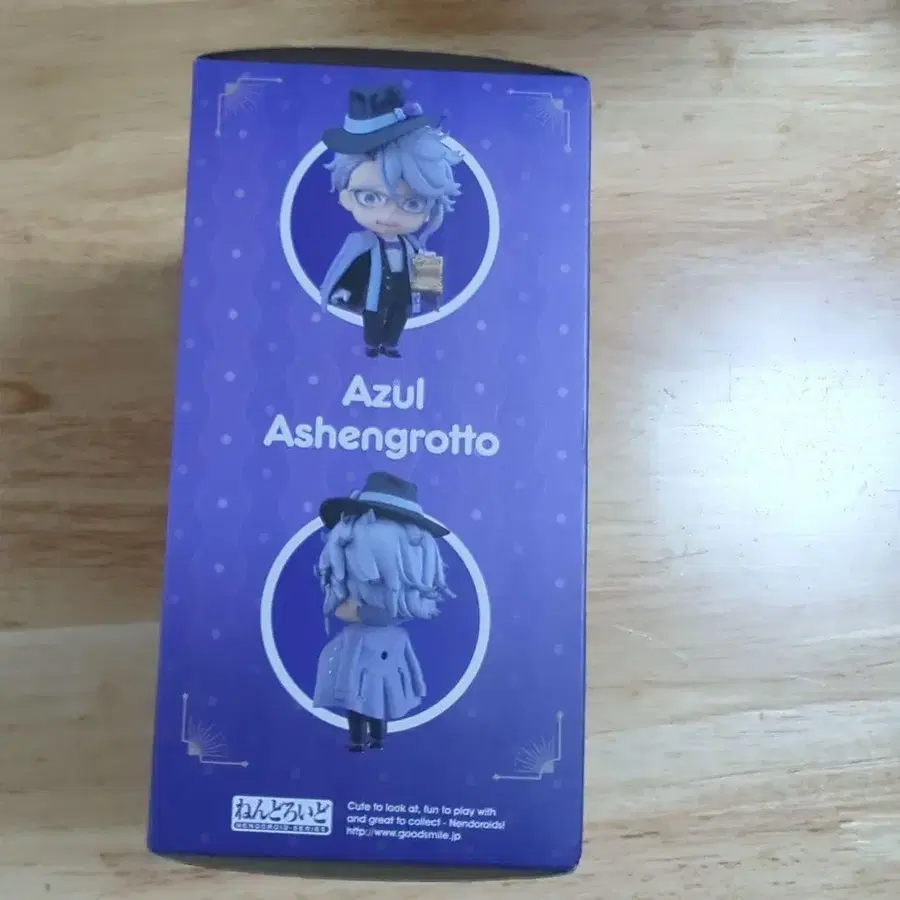 Azul
Ashengrotto
ねんどろいど
NENDOROID SERIES
Cute to look at, fun to play with
and great to collect - Nendoroids!
http://www.goodsmile.jp